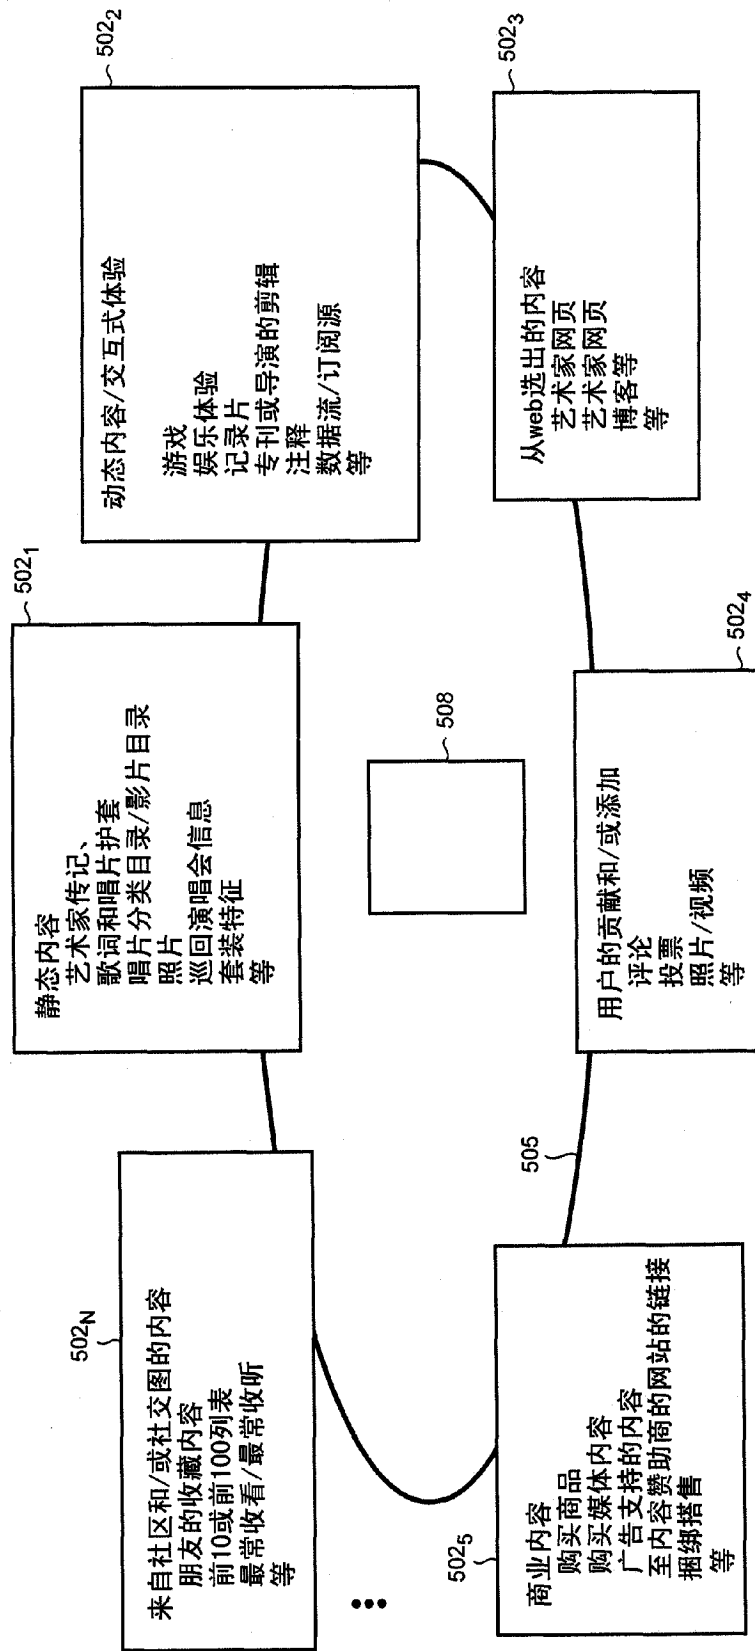 502N
来自社区和/或社交图的内容
朋友的收藏内容
前10或前100列表
最常收看/最常收听
等
502₁
静态内容
艺术家传记、
歌词和唱片护套
唱片分类目录/影片目录
照片
巡回演唱会信息
套装特征
等
502₂
动态内容/交互式体验
游戏
娱乐体验
记录片
专刊或导演的剪辑
注释
数据流/订阅源
等
•••
508
505
502₅
商业内容
购买商品
购买媒体内容
广告支持的内容
至内容赞助商的网站的链接
捆绑搭售
等
502₄
用户的贡献和/或添加
评论
投票
照片/视频
等
502₃
从web选出的内容
艺术家网页
艺术家网页
博客等
等